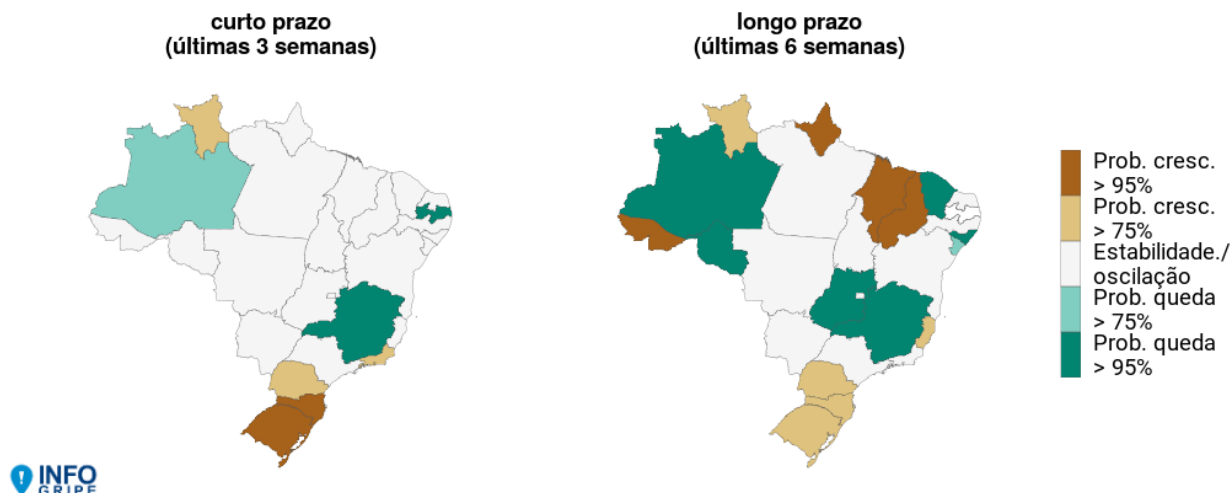 curto prazo
(últimas 3 semanas)
longo prazo
(últimas 6 semanas)
Prob. cresc.
> 95%
Prob. cresc.
> 75%
Estabilidade./
oscilação
Prob. queda
> 75%
Prob. queda
> 95%
INFO
GRIPE